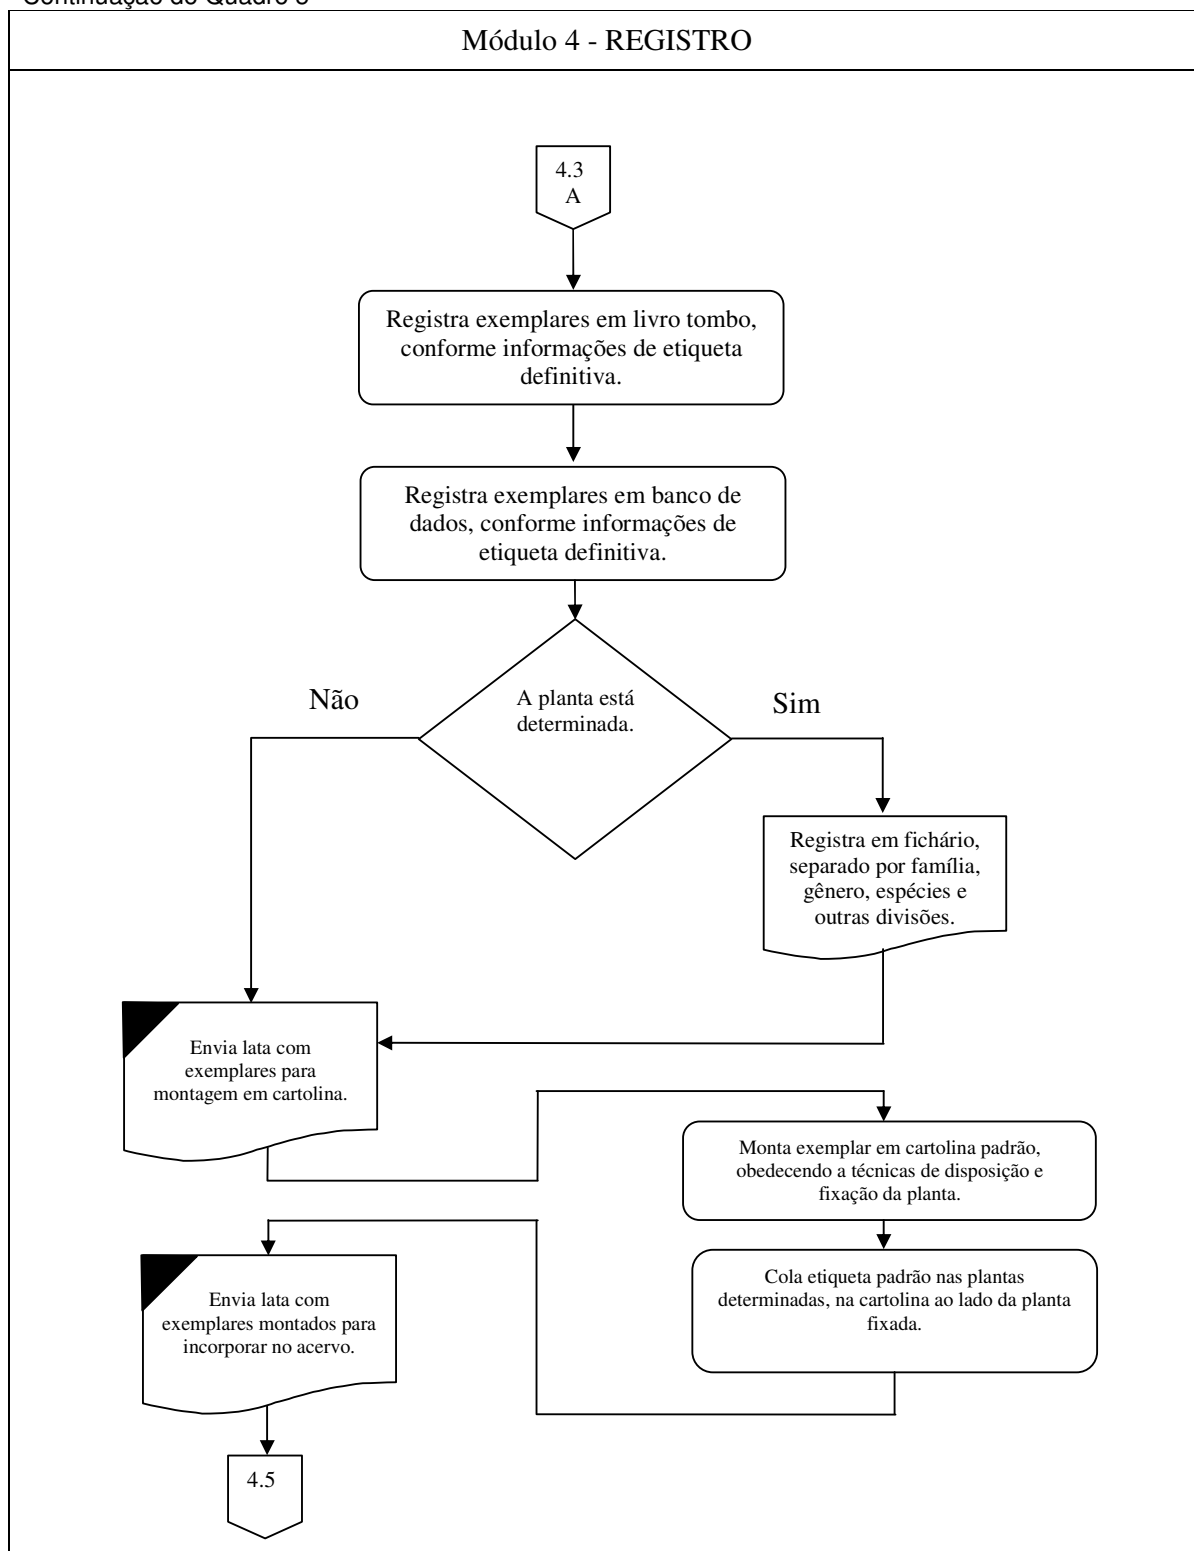 Continuação do Quadro 3
Módulo 4 - REGISTRO
4.3
A
Registra exemplares em livro tombo,
conforme informações de etiqueta
definitiva.
Registra exemplares em banco de
dados, conforme informações de
etiqueta definitiva.
Não
A planta está
determinada.
Sim
Registra em fichário,
separado por família,
gênero, espécies e
outras divisões.
Envia lata com
exemplares para
montagem em cartolina.
Monta exemplar em cartolina padrão,
obedecendo a técnicas de disposição e
fixação da planta.
Cola etiqueta padrão nas plantas
determinadas, na cartolina ao lado da planta
fixada.
Envia lata com
exemplares montados para
incorporar no acervo.
4.5